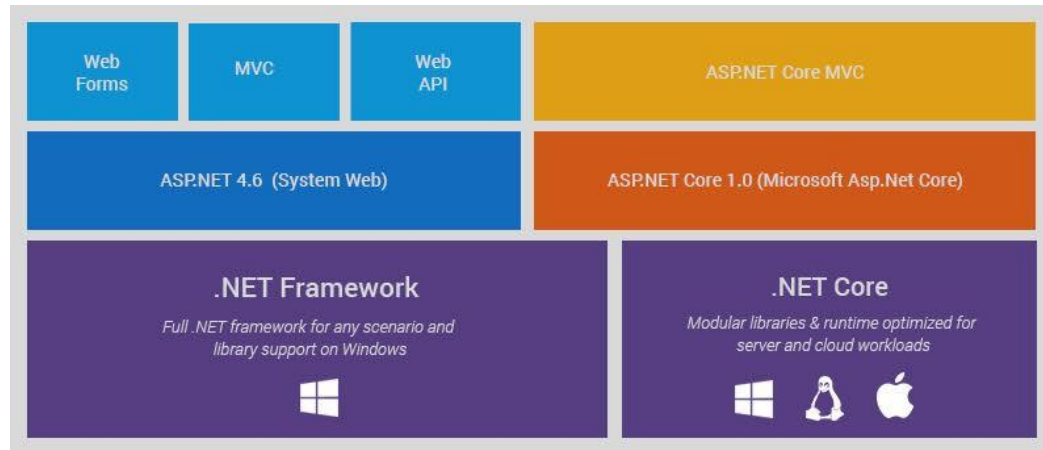 Web
Forms
MVC
Web
API
ASP.NET Core MVC
ASP.NET 4.6 (System Web)
ASP.NET Core 1.0 (Microsoft Asp.Net Core)
.NET Framework
Full .NET framework for any scenario and
library support on Windows
.NET Core
Modular libraries & runtime optimized for
server and cloud workloads